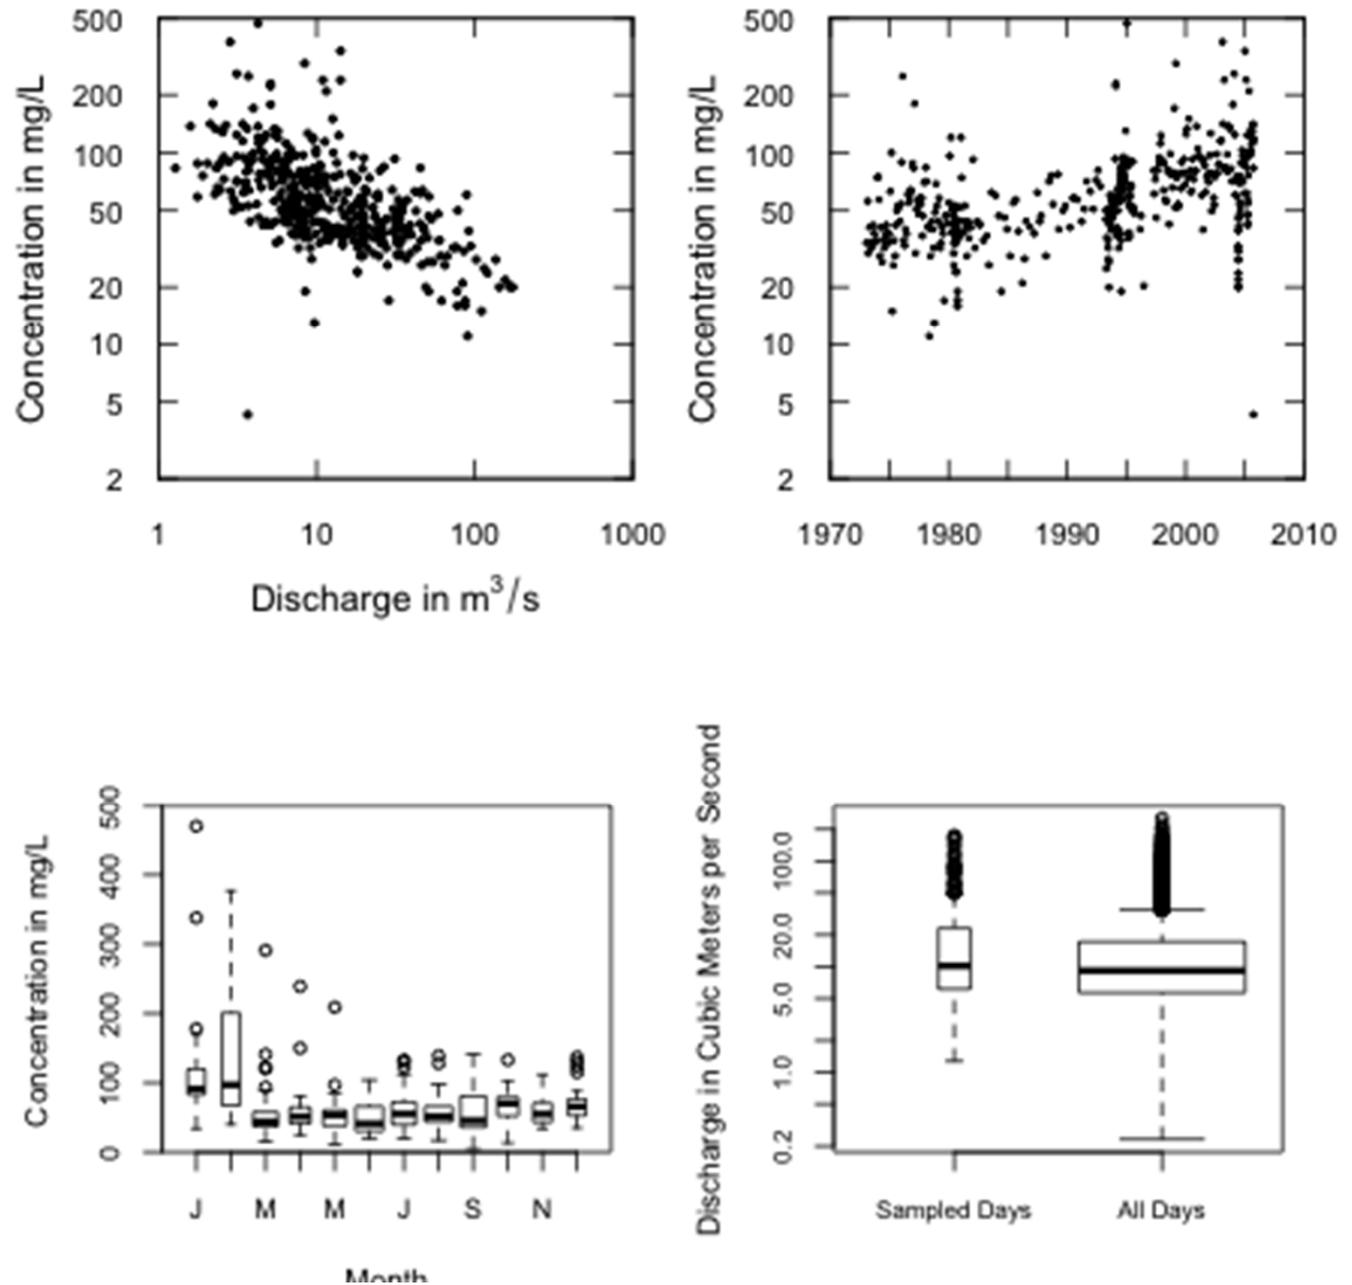 500
200
100
50
20
10
5
2
Concentration in mg/L
1 10 100 1000
Discharge in m³/s
500
200
100
50
20
10
5
2
Concentration in mg/L
1970 1980 1990 2000 2010
500
400
300
200
100
0
Concentration in mg/L
J M M J S N
Month
100.0
20.0
5.0
1.0
0.2
Discharge in Cubic Meters per Second
Sampled Days All Days